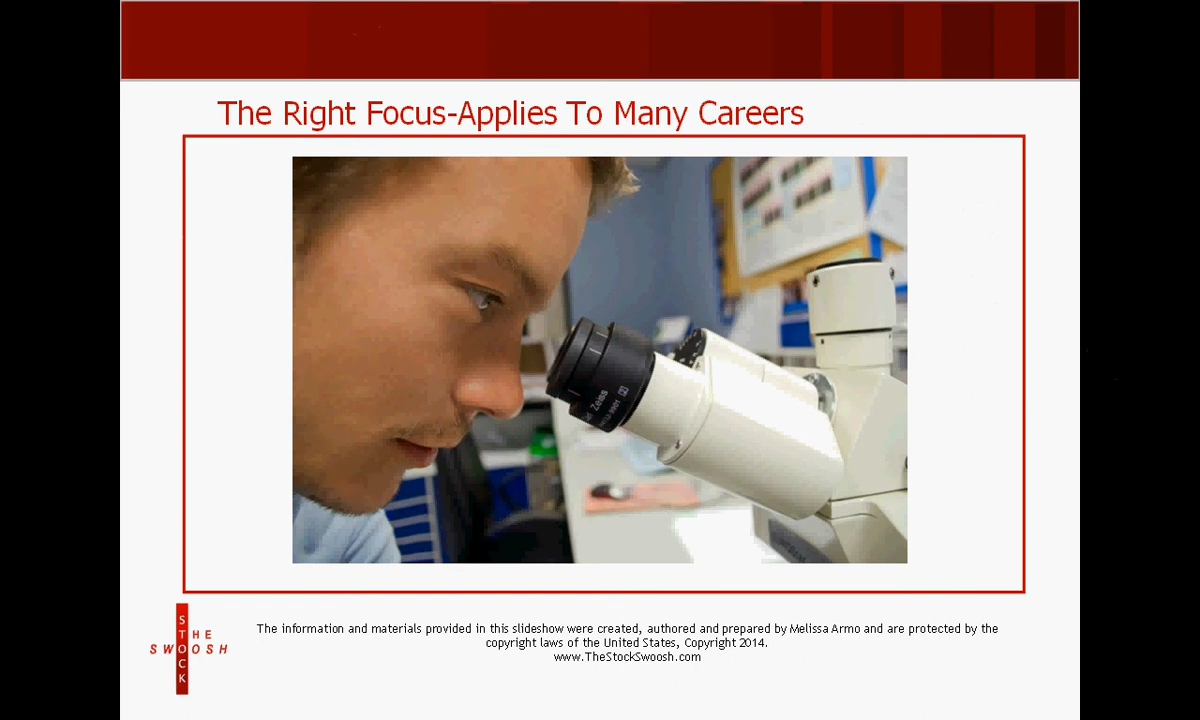 The Right Focus-Applies To Many Careers
Zeiss
THE
SWOOSH
STOCK
The information and materials provided in this slideshow were created, authored and prepared by Melissa Armo and are protected by the
copyright laws of the United States, Copyright 2014.
www.TheStockSwoosh.com